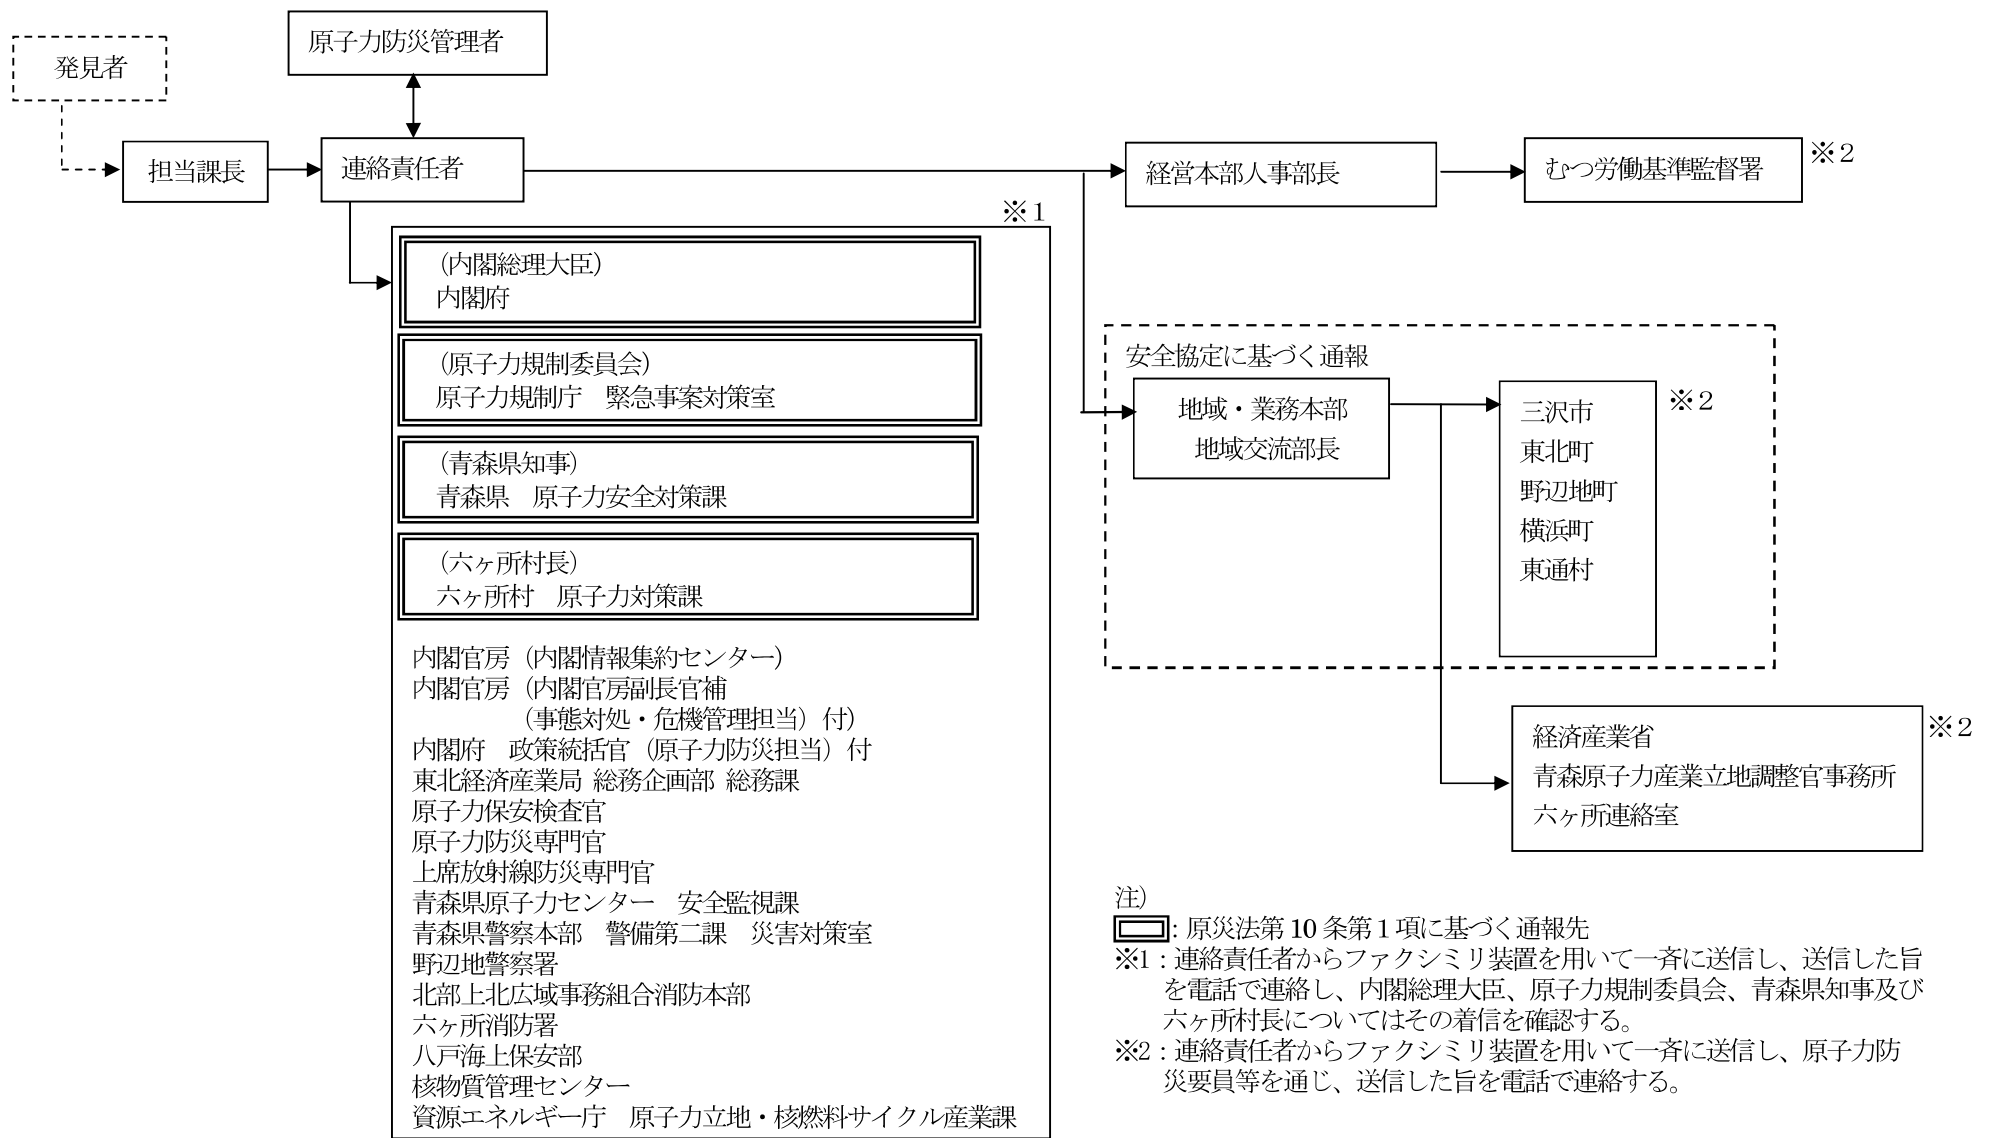 原子力防災管理者
発見者
担当課長
連絡責任者
経営本部人事部長
むつ労働基準監督署
※２
※１
（内閣総理大臣）
内閣府
（原子力規制委員会）
原子力規制庁　緊急事案対策室
（青森県知事）
青森県　原子力安全対策課
（六ヶ所村長）
六ヶ所村　原子力対策課
内閣官房（内閣情報集約センター）
内閣官房（内閣官房副長官補
（事態対処・危機管理担当）付）
内閣府　政策統括官（原子力防災担当）付
東北経済産業局 総務企画部 総務課
原子力保安検査官
原子力防災専門官
上席放射線防災専門官
青森県原子力センター　安全監視課
青森県警察本部　警備第二課　災害対策室
野辺地警察署
北部上北広域事務組合消防本部
六ヶ所消防署
八戸海上保安部
核物質管理センター
資源エネルギー庁　原子力立地・核燃料サイクル産業課
安全協定に基づく通報
地域・業務本部
地域交流部長
三沢市
東北町
野辺地町
横浜町
東通村
※２
経済産業省
青森原子力産業立地調整官事務所
六ヶ所連絡室
※２
注）
：原災法第 10 条第 1 項に基づく通報先
※1：連絡責任者からファクシミリ装置を用いて一斉に送信し、送信した旨
を電話で連絡し、内閣総理大臣、原子力規制委員会、青森県知事及び
六ヶ所村長についてはその着信を確認する。
※2：連絡責任者からファクシミリ装置を用いて一斉に送信し、原子力防
災要員等を通じ、送信した旨を電話で連絡する。